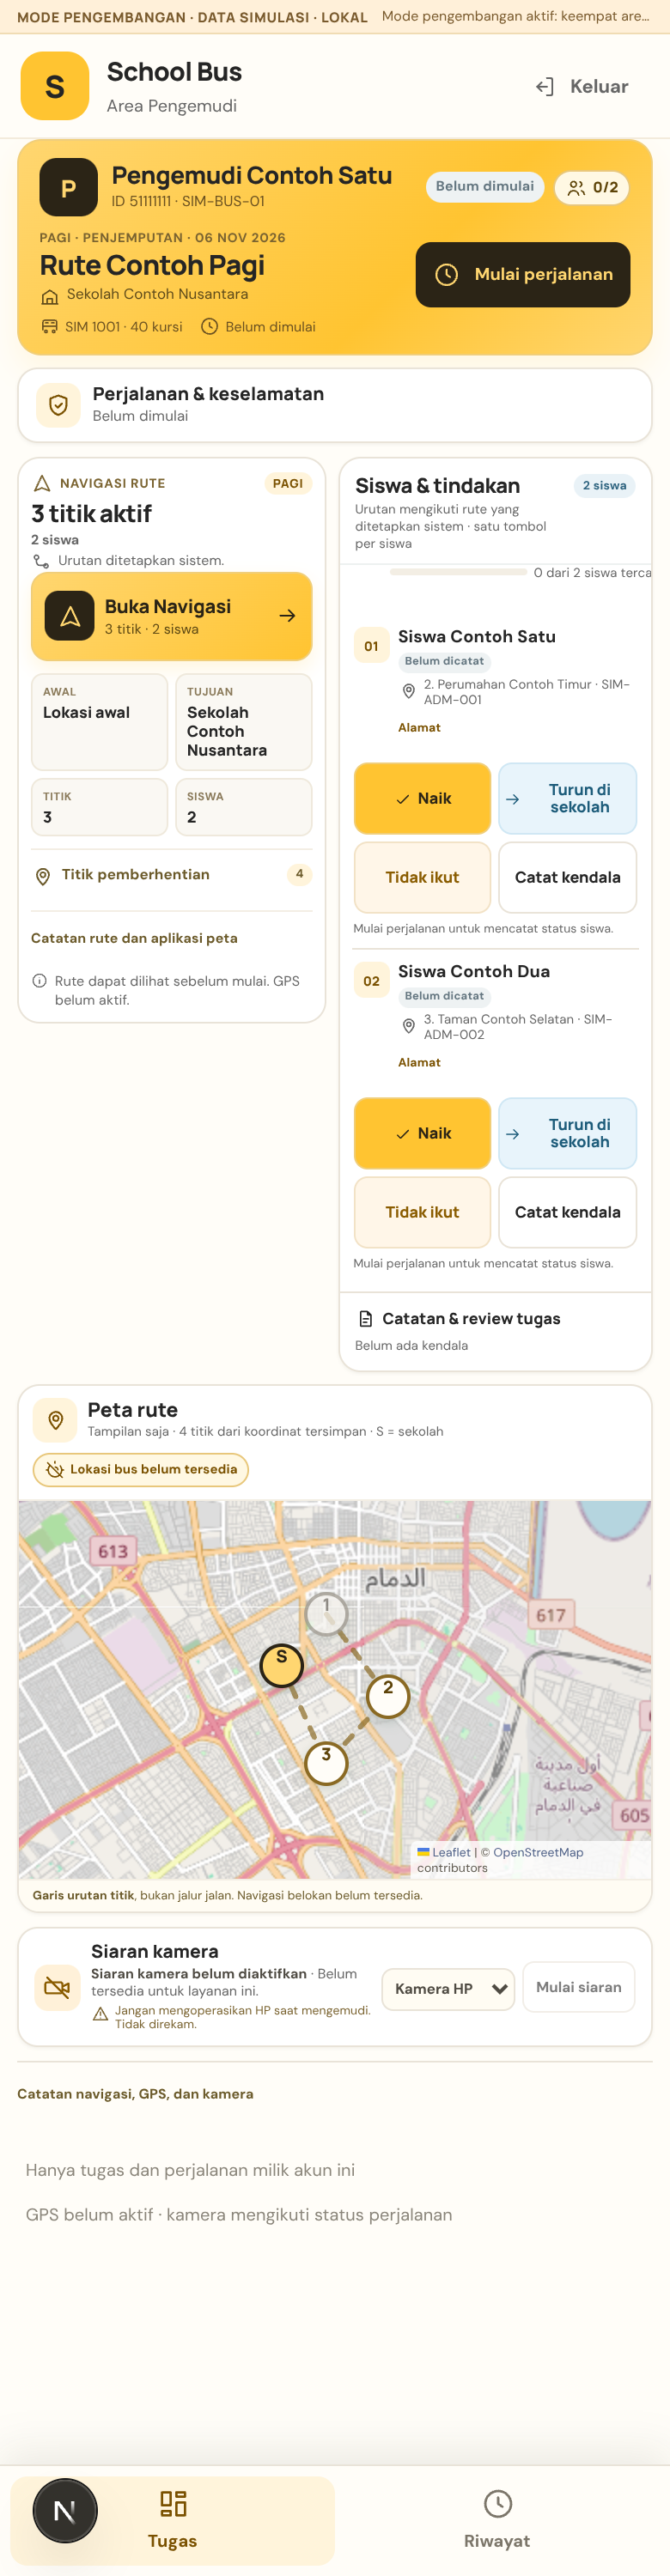 MODE PENGEMBANGAN · DATA SIMULASI · LOKAL
Mode pengembangan aktif: keempat are...
S
School Bus
Area Pengemudi
Keluar
P
Pengemudi Contoh Satu
ID 51111111 · SIM-BUS-01
Belum dimulai
0/2
PAGI · PENJEMPUTAN · 06 NOV 2026
Rute Contoh Pagi
Sekolah Contoh Nusantara
SIM 1001 · 40 kursi
Belum dimulai
Mulai perjalanan
Perjalanan & keselamatan
Belum dimulai
NAVIGASI RUTE
PAGI
3 titik aktif
2 siswa
Urutan ditetapkan sistem.
Buka Navigasi
3 titik · 2 siswa
AWAL
Lokasi awal
TUJUAN
Sekolah
Contoh
Nusantara
TITIK
3
SISWA
2
Titik pemberhentian
4
Catatan rute dan aplikasi peta
Rute dapat dilihat sebelum mulai. GPS
belum aktif.
Siswa & tindakan
2 siswa
Urutan mengikuti rute yang
ditetapkan sistem · satu tombol
per siswa
0 dari 2 siswa terca
01
Siswa Contoh Satu
Belum dicatat
2. Perumahan Contoh Timur · SIM-
ADM-001
Alamat
Naik
Turun di
sekolah
Tidak ikut
Catat kendala
Mulai perjalanan untuk mencatat status siswa.
02
Siswa Contoh Dua
Belum dicatat
3. Taman Contoh Selatan · SIM-
ADM-002
Alamat
Naik
Turun di
sekolah
Tidak ikut
Catat kendala
Mulai perjalanan untuk mencatat status siswa.
Catatan & review tugas
Belum ada kendala
Peta rute
Tampilan saja · 4 titik dari koordinat tersimpan · S = sekolah
Lokasi bus belum tersedia
613
الدمام
617
1
S
2
3
أول مدينة
صناعية
في الدمام
605
Leaflet | © OpenStreetMap
contributors
Garis urutan titik, bukan jalur jalan. Navigasi belokan belum tersedia.
Siaran kamera
Siaran kamera belum diaktifkan · Belum
tersedia untuk layanan ini.
Jangan mengoperasikan HP saat mengemudi.
Tidak direkam.
Kamera HP
Mulai siaran
Catatan navigasi, GPS, dan kamera
Hanya tugas dan perjalanan milik akun ini
GPS belum aktif · kamera mengikuti status perjalanan
N
Tugas
Riwayat